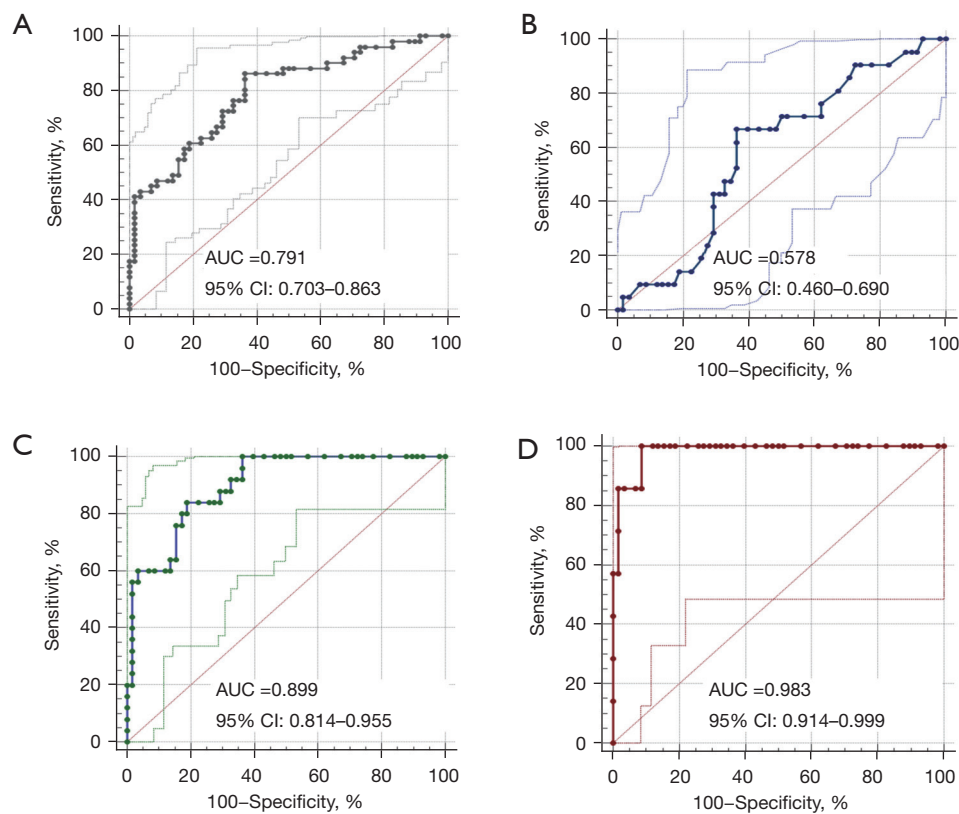 A
Sensitivity, %
100
80
60
40
20
0
AUC =0.791
95% CI: 0.703–0.863
0 20 40 60 80 100
100–Specificity, %
B
Sensitivity, %
100
80
60
40
20
0
AUC =0.578
95% CI: 0.460–0.690
0 20 40 60 80 100
100–Specificity, %
C
Sensitivity, %
100
80
60
40
20
0
AUC =0.899
95% CI: 0.814–0.955
0 20 40 60 80 100
100–Specificity, %
D
Sensitivity, %
100
80
60
40
20
0
AUC =0.983
95% CI: 0.914–0.999
0 20 40 60 80 100
100–Specificity, %